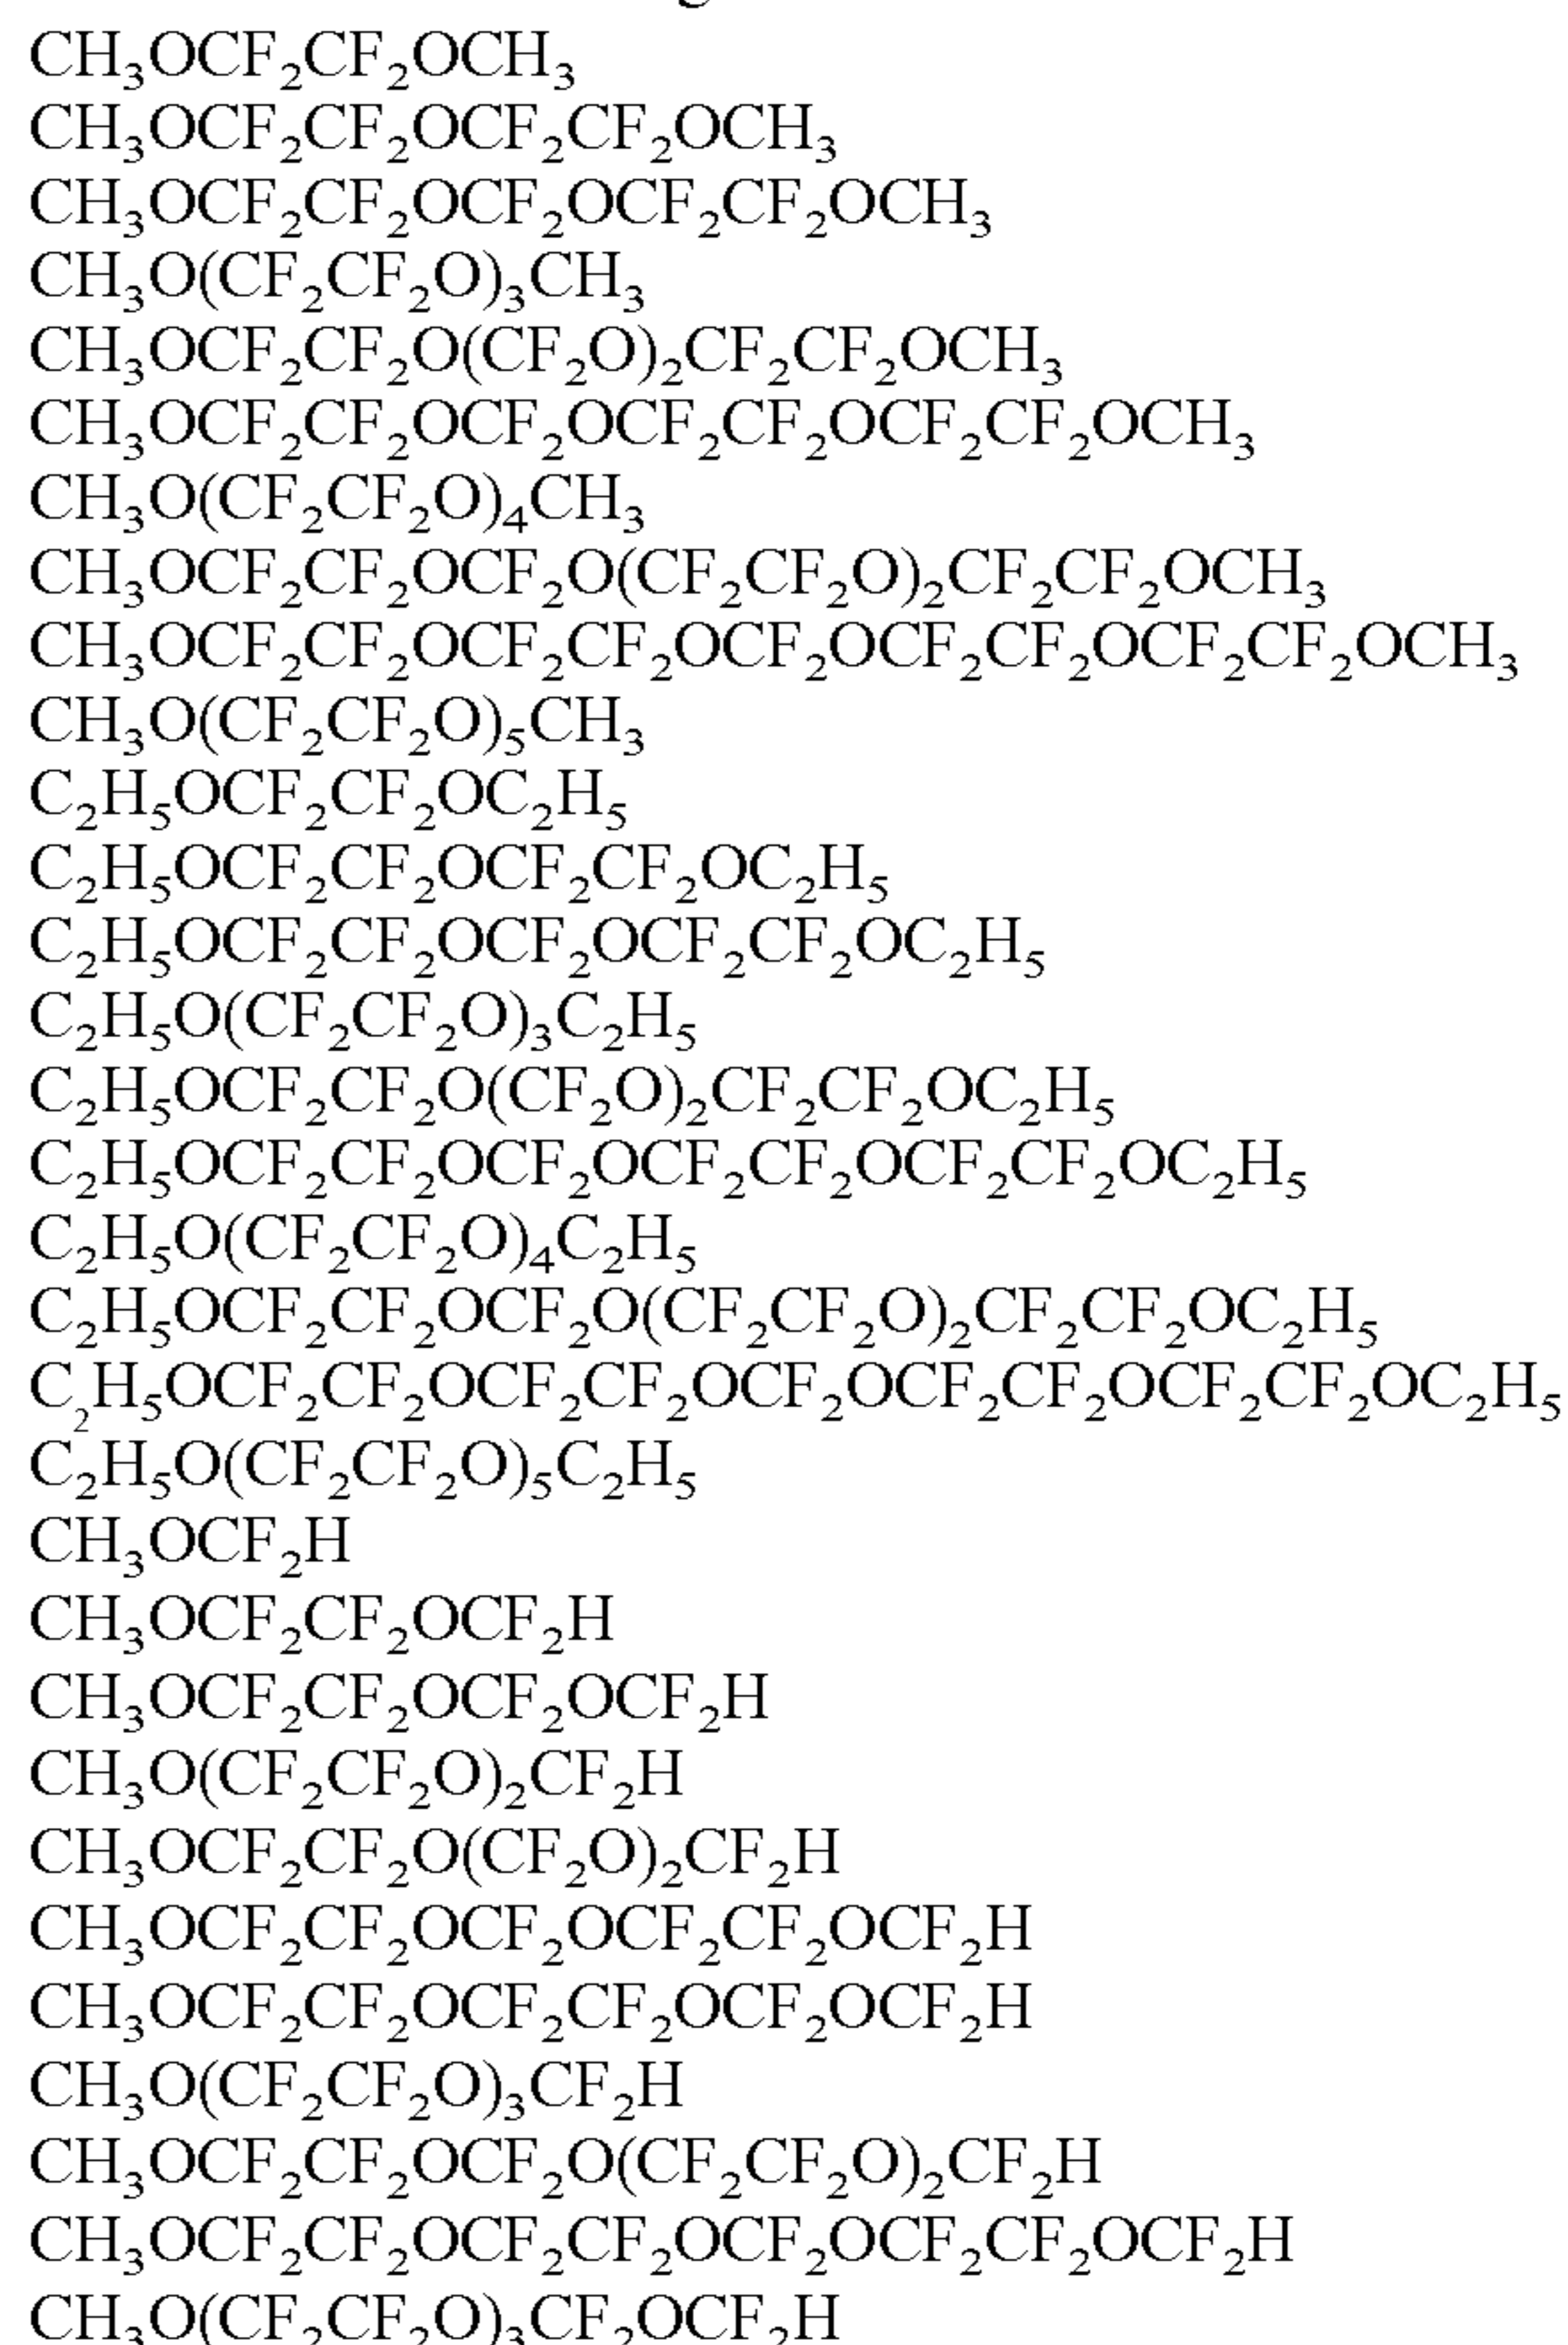 CH₃OCF₂CF₂OCH₃
CH₃OCF₂CF₂OCF₂CF₂OCH₃
CH₃OCF₂CF₂OCF₂OCF₂CF₂OCH₃
CH₃O(CF₂CF₂O)₃CH₃
CH₃OCF₂CF₂O(CF₂O)₂CF₂CF₂OCH₃
CH₃OCF₂CF₂OCF₂OCF₂CF₂OCF₂CF₂OCH₃
CH₃O(CF₂CF₂O)₄CH₃
CH₃OCF₂CF₂OCF₂O(CF₂CF₂O)₂CF₂CF₂OCH₃
CH₃OCF₂CF₂OCF₂CF₂OCF₂OCF₂CF₂OCF₂CF₂OCH₃
CH₃O(CF₂CF₂O)₅CH₃
C₂H₅OCF₂CF₂OC₂H₅
C₂H₅OCF₂CF₂OCF₂CF₂OC₂H₅
C₂H₅OCF₂CF₂OCF₂OCF₂CF₂OC₂H₅
C₂H₅O(CF₂CF₂O)₃C₂H₅
C₂H₅OCF₂CF₂O(CF₂O)₂CF₂CF₂OC₂H₅
C₂H₅OCF₂CF₂OCF₂OCF₂CF₂OCF₂CF₂OC₂H₅
C₂H₅O(CF₂CF₂O)₄C₂H₅
C₂H₅OCF₂CF₂OCF₂O(CF₂CF₂O)₂CF₂CF₂OC₂H₅
C₂H₅OCF₂CF₂OCF₂CF₂OCF₂OCF₂CF₂OCF₂CF₂OC₂H₅
C₂H₅O(CF₂CF₂O)₅C₂H₅
CH₃OCF₂H
CH₃OCF₂CF₂OCF₂H
CH₃OCF₂CF₂OCF₂OCF₂H
CH₃O(CF₂CF₂O)₂CF₂H
CH₃OCF₂CF₂O(CF₂O)₂CF₂H
CH₃OCF₂CF₂OCF₂OCF₂CF₂OCF₂H
CH₃OCF₂CF₂OCF₂CF₂OCF₂OCF₂H
CH₃O(CF₂CF₂O)₃CF₂H
CH₃OCF₂CF₂OCF₂O(CF₂CF₂O)₂CF₂H
CH₃OCF₂CF₂OCF₂CF₂OCF₂OCF₂CF₂OCF₂H
CH₃O(CF₂CF₂O)₃CF₂OCF₂H